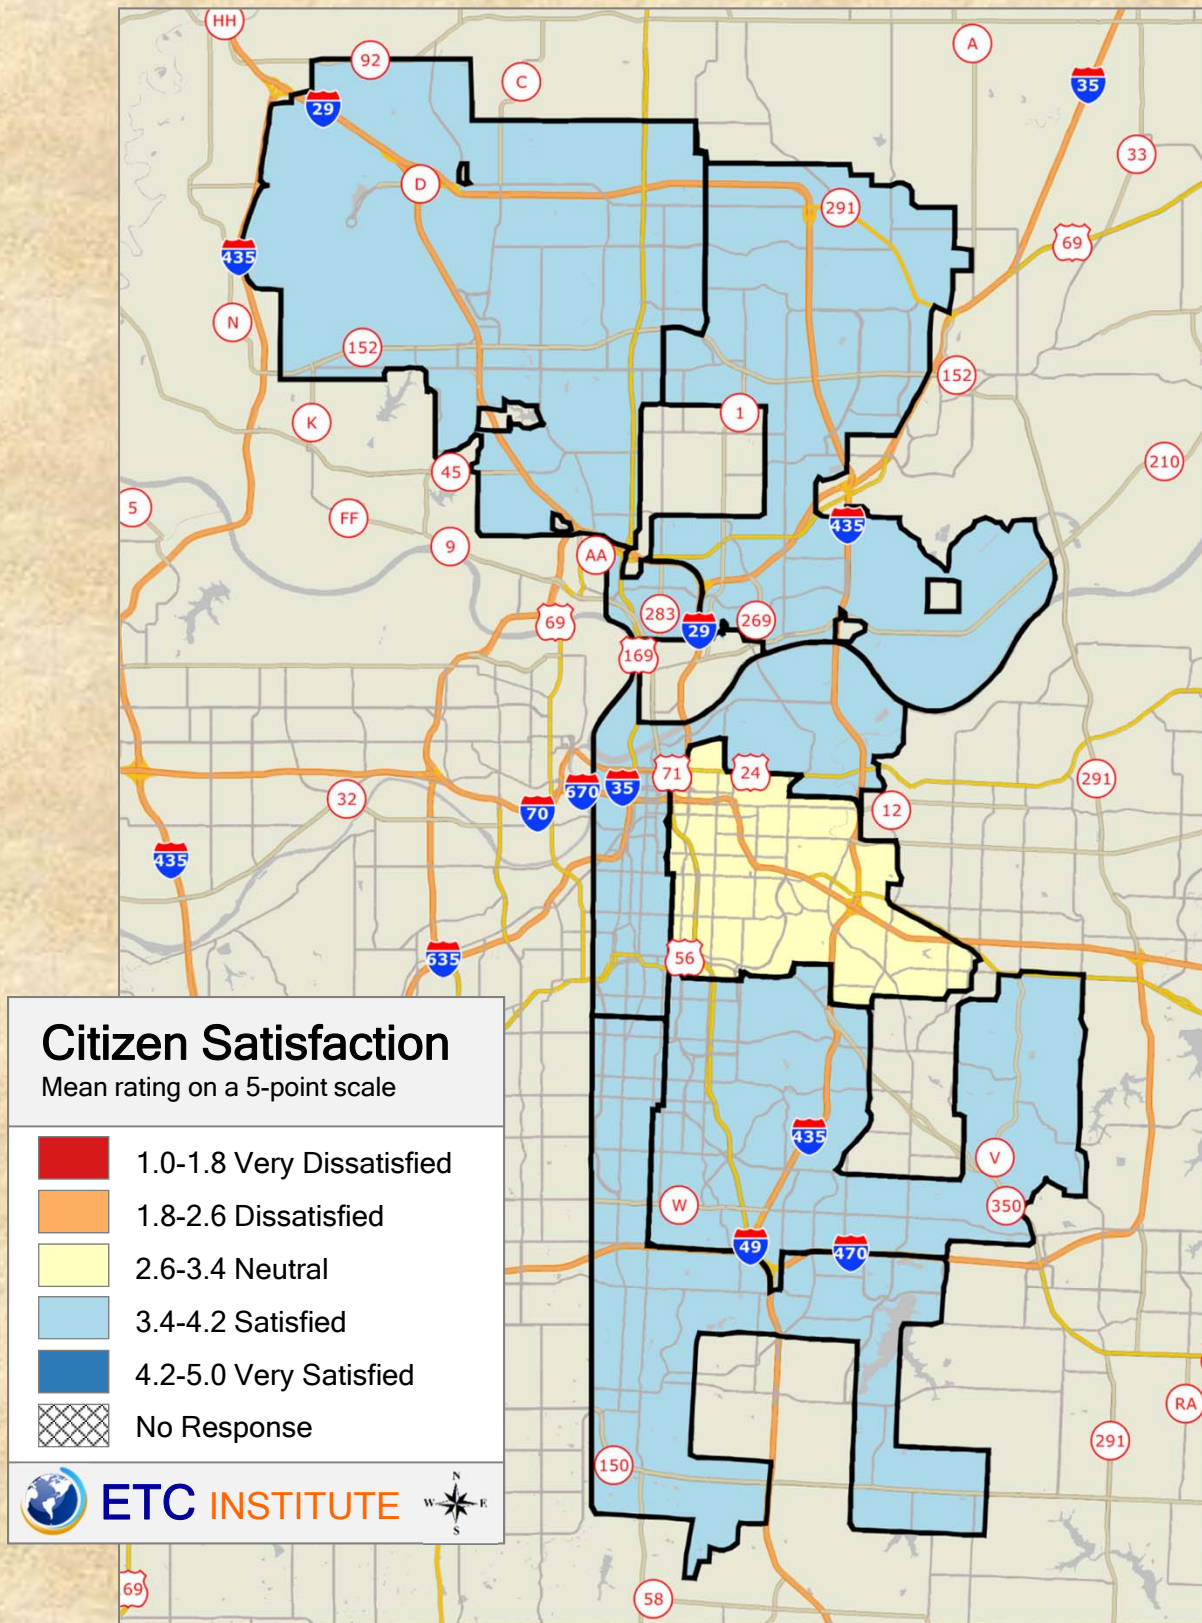 HH
92
C
A
29
35
33
D
291
69
435
N
152
152
K
1
45
210
5
FF
435
9
AA
283
269
69
29
169
71
24
670
35
291
32
70
12
435
56
635
Citizen Satisfaction
Mean rating on a 5-point scale
1.0-1.8 Very Dissatisfied
1.8-2.6 Dissatisfied
2.6-3.4 Neutral
3.4-4.2 Satisfied
4.2-5.0 Very Satisfied
No Response
ETC INSTITUTE
N
W E
S
435
V
W
350
49
470
RA
291
150
69
58